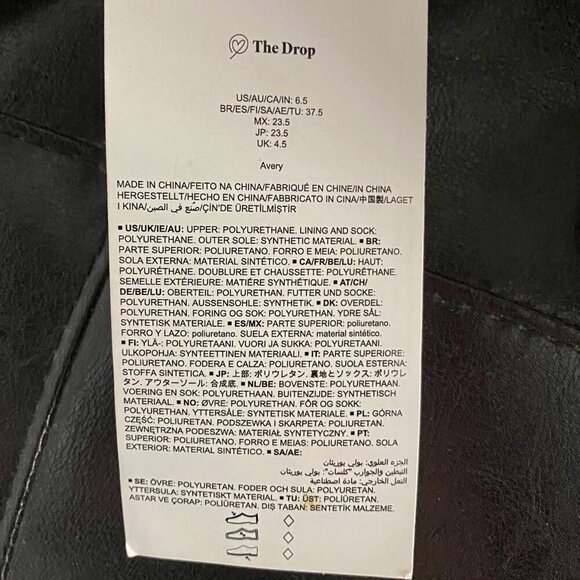 The Drop
US/AU/CA/IN: 6.5
BR/ES/FI/SA/AE/TU: 37.5
MX: 23.5
JP: 23.5
UK: 4.5
Avery
MADE IN CHINA/FEITO NA CHINA/FABRIQUÉ EN CHINE/IN CHINA
HERGESTELLT/HECHO EN CHINA/FABBRICATO IN CINA/中国製/LAGET
I KINA/صنع في الصين/ÇİN'DE ÜRETİLMİŞTİR
■ US/UK/IE/AU: UPPER: POLYURETHANE. LINING AND SOCK:
POLYURETHANE. OUTER SOLE: SYNTHETIC MATERIAL. ■ BR:
PARTE SUPERIOR: POLIURETANO. FORRO E MEIA: POLIURETANO.
SOLA EXTERNA: MATERIAL SINTÉTICO. ■ CA/FR/BE/LU: HAUT:
POLYURÉTHANE. DOUBLURE ET CHAUSSETTE: POLYURÉTHANE.
SEMELLE EXTÉRIEURE: MATIÉRE SYNTHÉTIQUE. ■ AT/CH/
DE/BE/LU: OBERTEIL: POLYURETHAN. FUTTER UND SOCKE:
POLYURETHAN. AUSSENSOHLE: SYNTHETIK. ■ DK: OVERDEL:
POLYURETHAN. FORING OG SOK: POLYURETHAN. YDRE SÅL:
SYNTETISK MATERIALE. ■ ES/MX: PARTE SUPERIOR: poliuretano.
FORRO Y LAZO: poliuretano. SUELA EXTERNA: material sintético.
■ FI: YLÄ-: POLYURETAANI. VUORI JA SUKKA: POLYURETAANI.
ULKOPOHJA: SYNTEETTINEN MATERIAALI. ■ IT: PARTE SUPERIORE:
POLIURETANO. FODERA E CALZA: POLIURETANO. SUOLA ESTERNA:
STOFFA SINTETICA. ■ JP: 上部: ポリウレタン. 裏地とソックス: ポリウレ
タン. アウターソール: 合成底. ■ NL/BE: BOVENSTE: POLYURETHAAN.
VOERING EN SOK: POLYURETHAAN. BUITENZIJDE: SYNTHETISCH
MATERIAAL. ■ NO: ØVRE: POLYURETHAN. FÔR OG SOKK:
POLYURETHAN. YTTERSÅLE: SYNTETISK MATERIALE. ■ PL: GÓRNA
CZĘŚĆ: POLIURETAN. PODSZEWKA I SKARPETA: POLIURETAN.
ZEWNĘTRZNA PODESZWA: MATERIAŁ SYNTETYCZNY. ■ PT:
SUPERIOR: POLIURETANO. FORRO E MEIAS: POLIURETANO. SOLA
EXTERIOR: MATERIAL SINTÉTICO. ■ SA/AE:
الجزء العلوي: بولي يوريثان.
التبطين والجوارب "كلسات": بولي يوريثان.
النعل الخارجي: مادة إصطناعية
■ SE: ÖVRE: POLYURETAN. FODER OCH SULA: POLYURETAN.
YTTERSULA: SYNTETISKT MATERIAL. ■ TU: ÜST: POLİÜRETAN.
ASTAR VE ÇORAP: POLİÜRETAN. DIŞ TABAN: SENTETİK MALZEME.